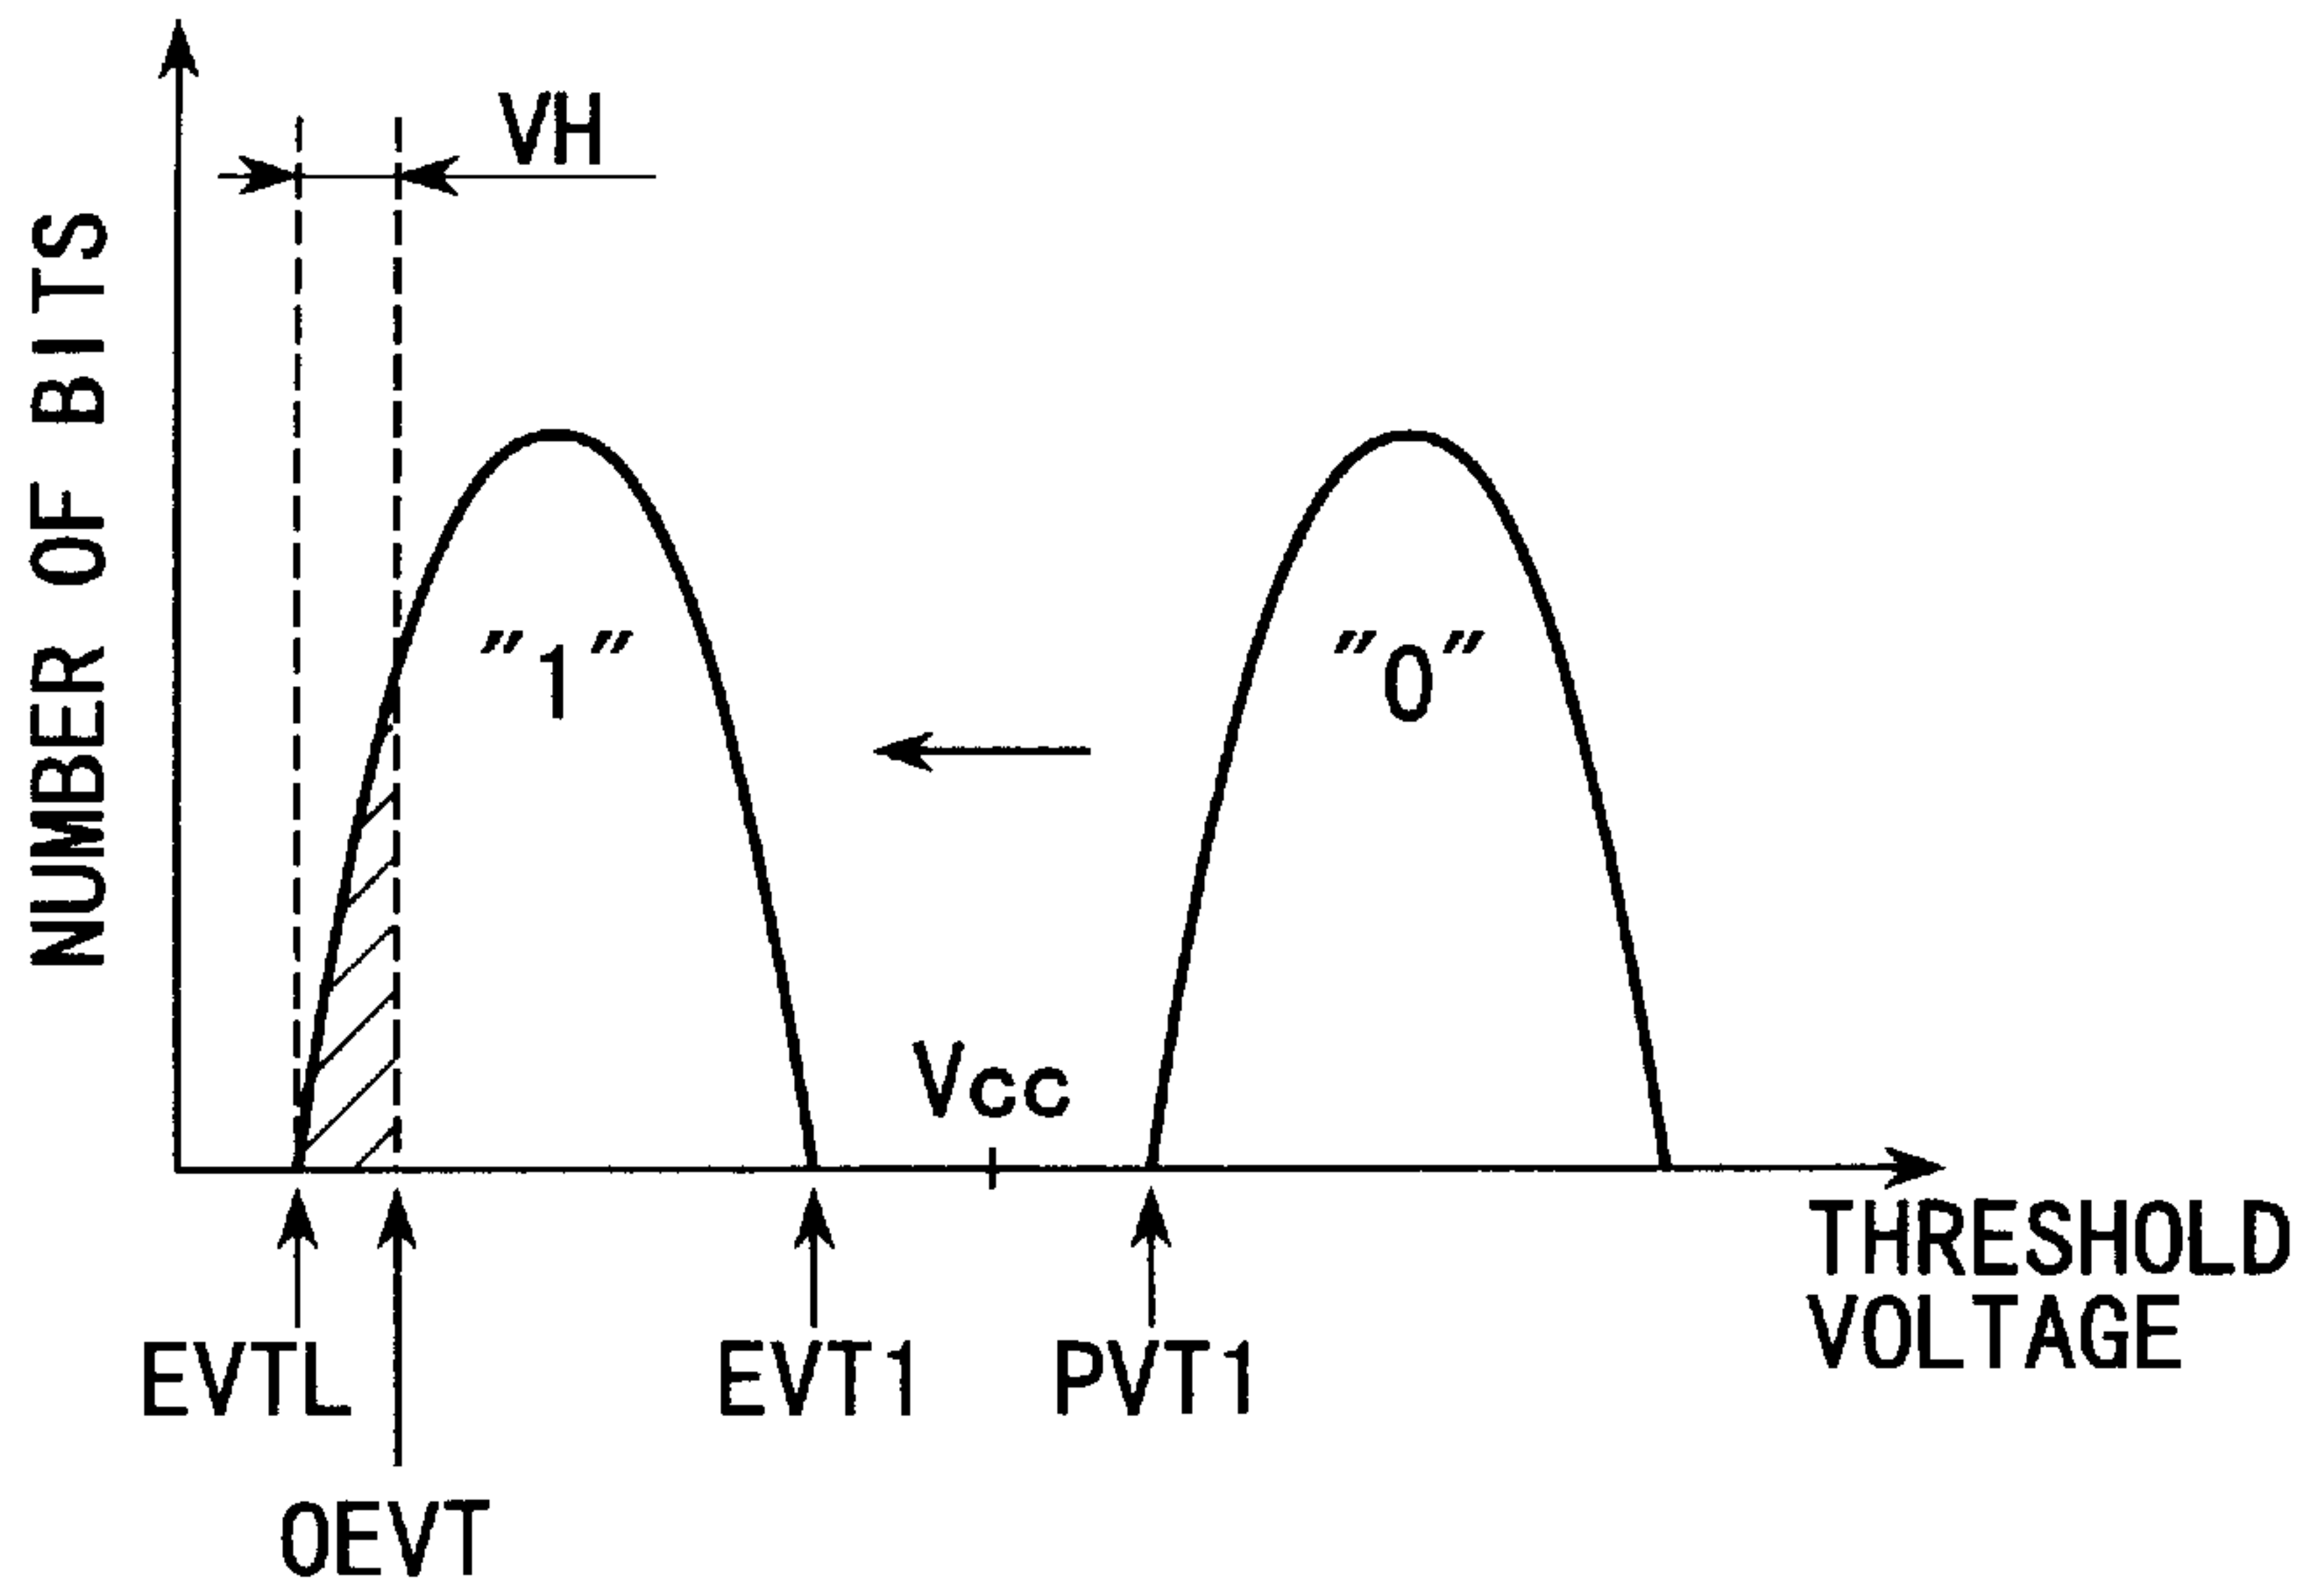 NUMBER OF BITS
VH
"1"
"0"
Vcc
THRESHOLD
VOLTAGE
EVTL
EVT1
PVT1
OEVT